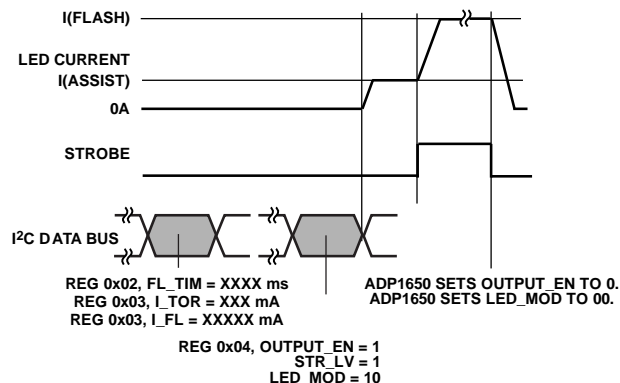 I(FLASH)
LED CURRENT
I(ASSIST)
0A
STROBE
I2C DATA BUS
REG 0x02, FL_TIM = XXXX ms
REG 0x03, I_TOR = XXX mA
REG 0x03, I_FL = XXXXX mA
ADP1650 SETS OUTPUT_EN TO 0.
ADP1650 SETS LED_MOD TO 00.
REG 0x04, OUTPUT_EN = 1
STR_LV = 1
LED_MOD = 10